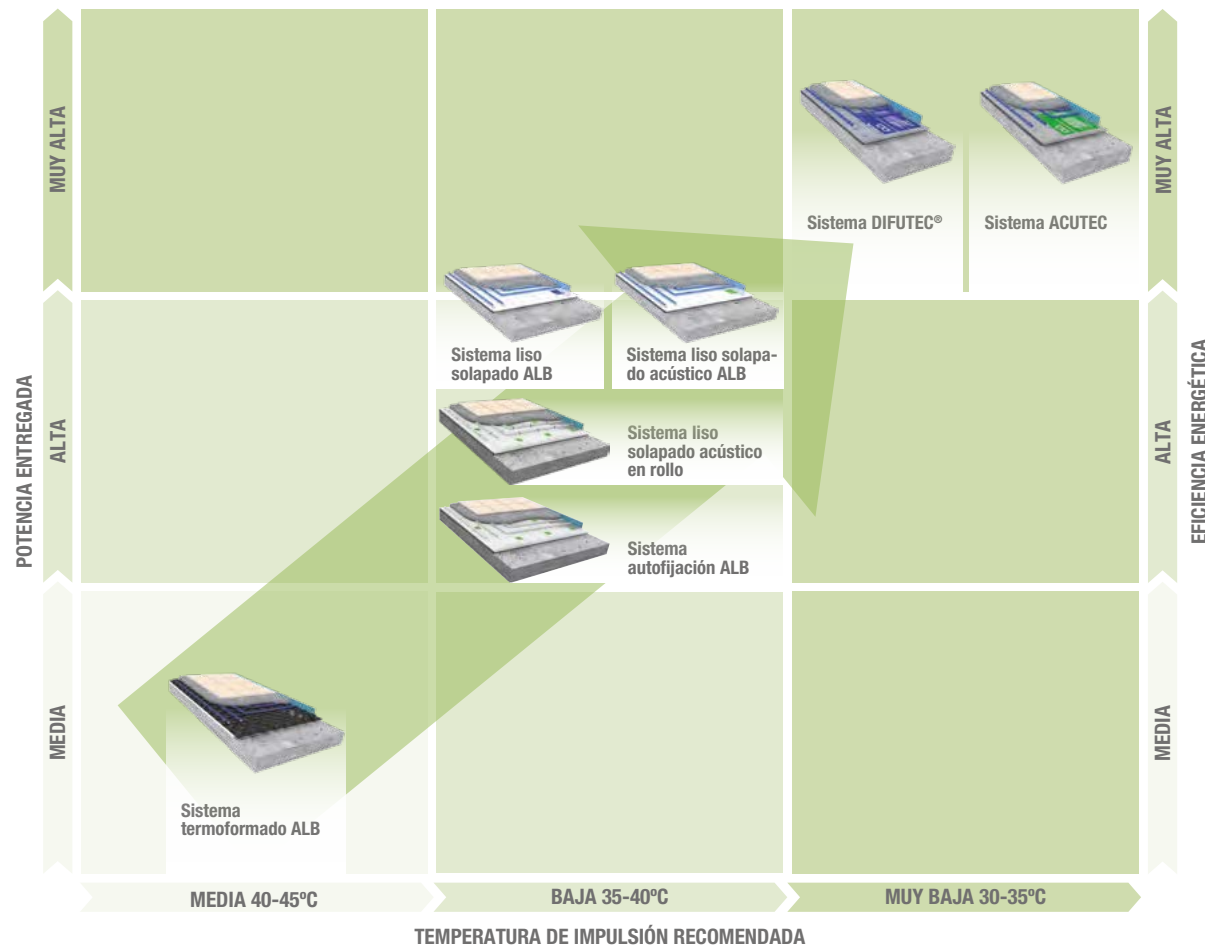 MUY ALTA
ALTA
MEDIA
POTENCIA ENTREGADA
Sistema DIFUTEC®
Sistema ACUTEC
Sistema liso
solapado ALB
Sistema liso solapa-
do acústico ALB
Sistema liso
solapado acústico
en rollo
Sistema
autofijación ALB
Sistema
termoformado ALB
MUY ALTA
ALTA
MEDIA
EFICIENCIA ENERGÉTICA
MEDIA 40-45ºC
BAJA 35-40ºC
MUY BAJA 30-35ºC
TEMPERATURA DE IMPULSIÓN RECOMENDADA